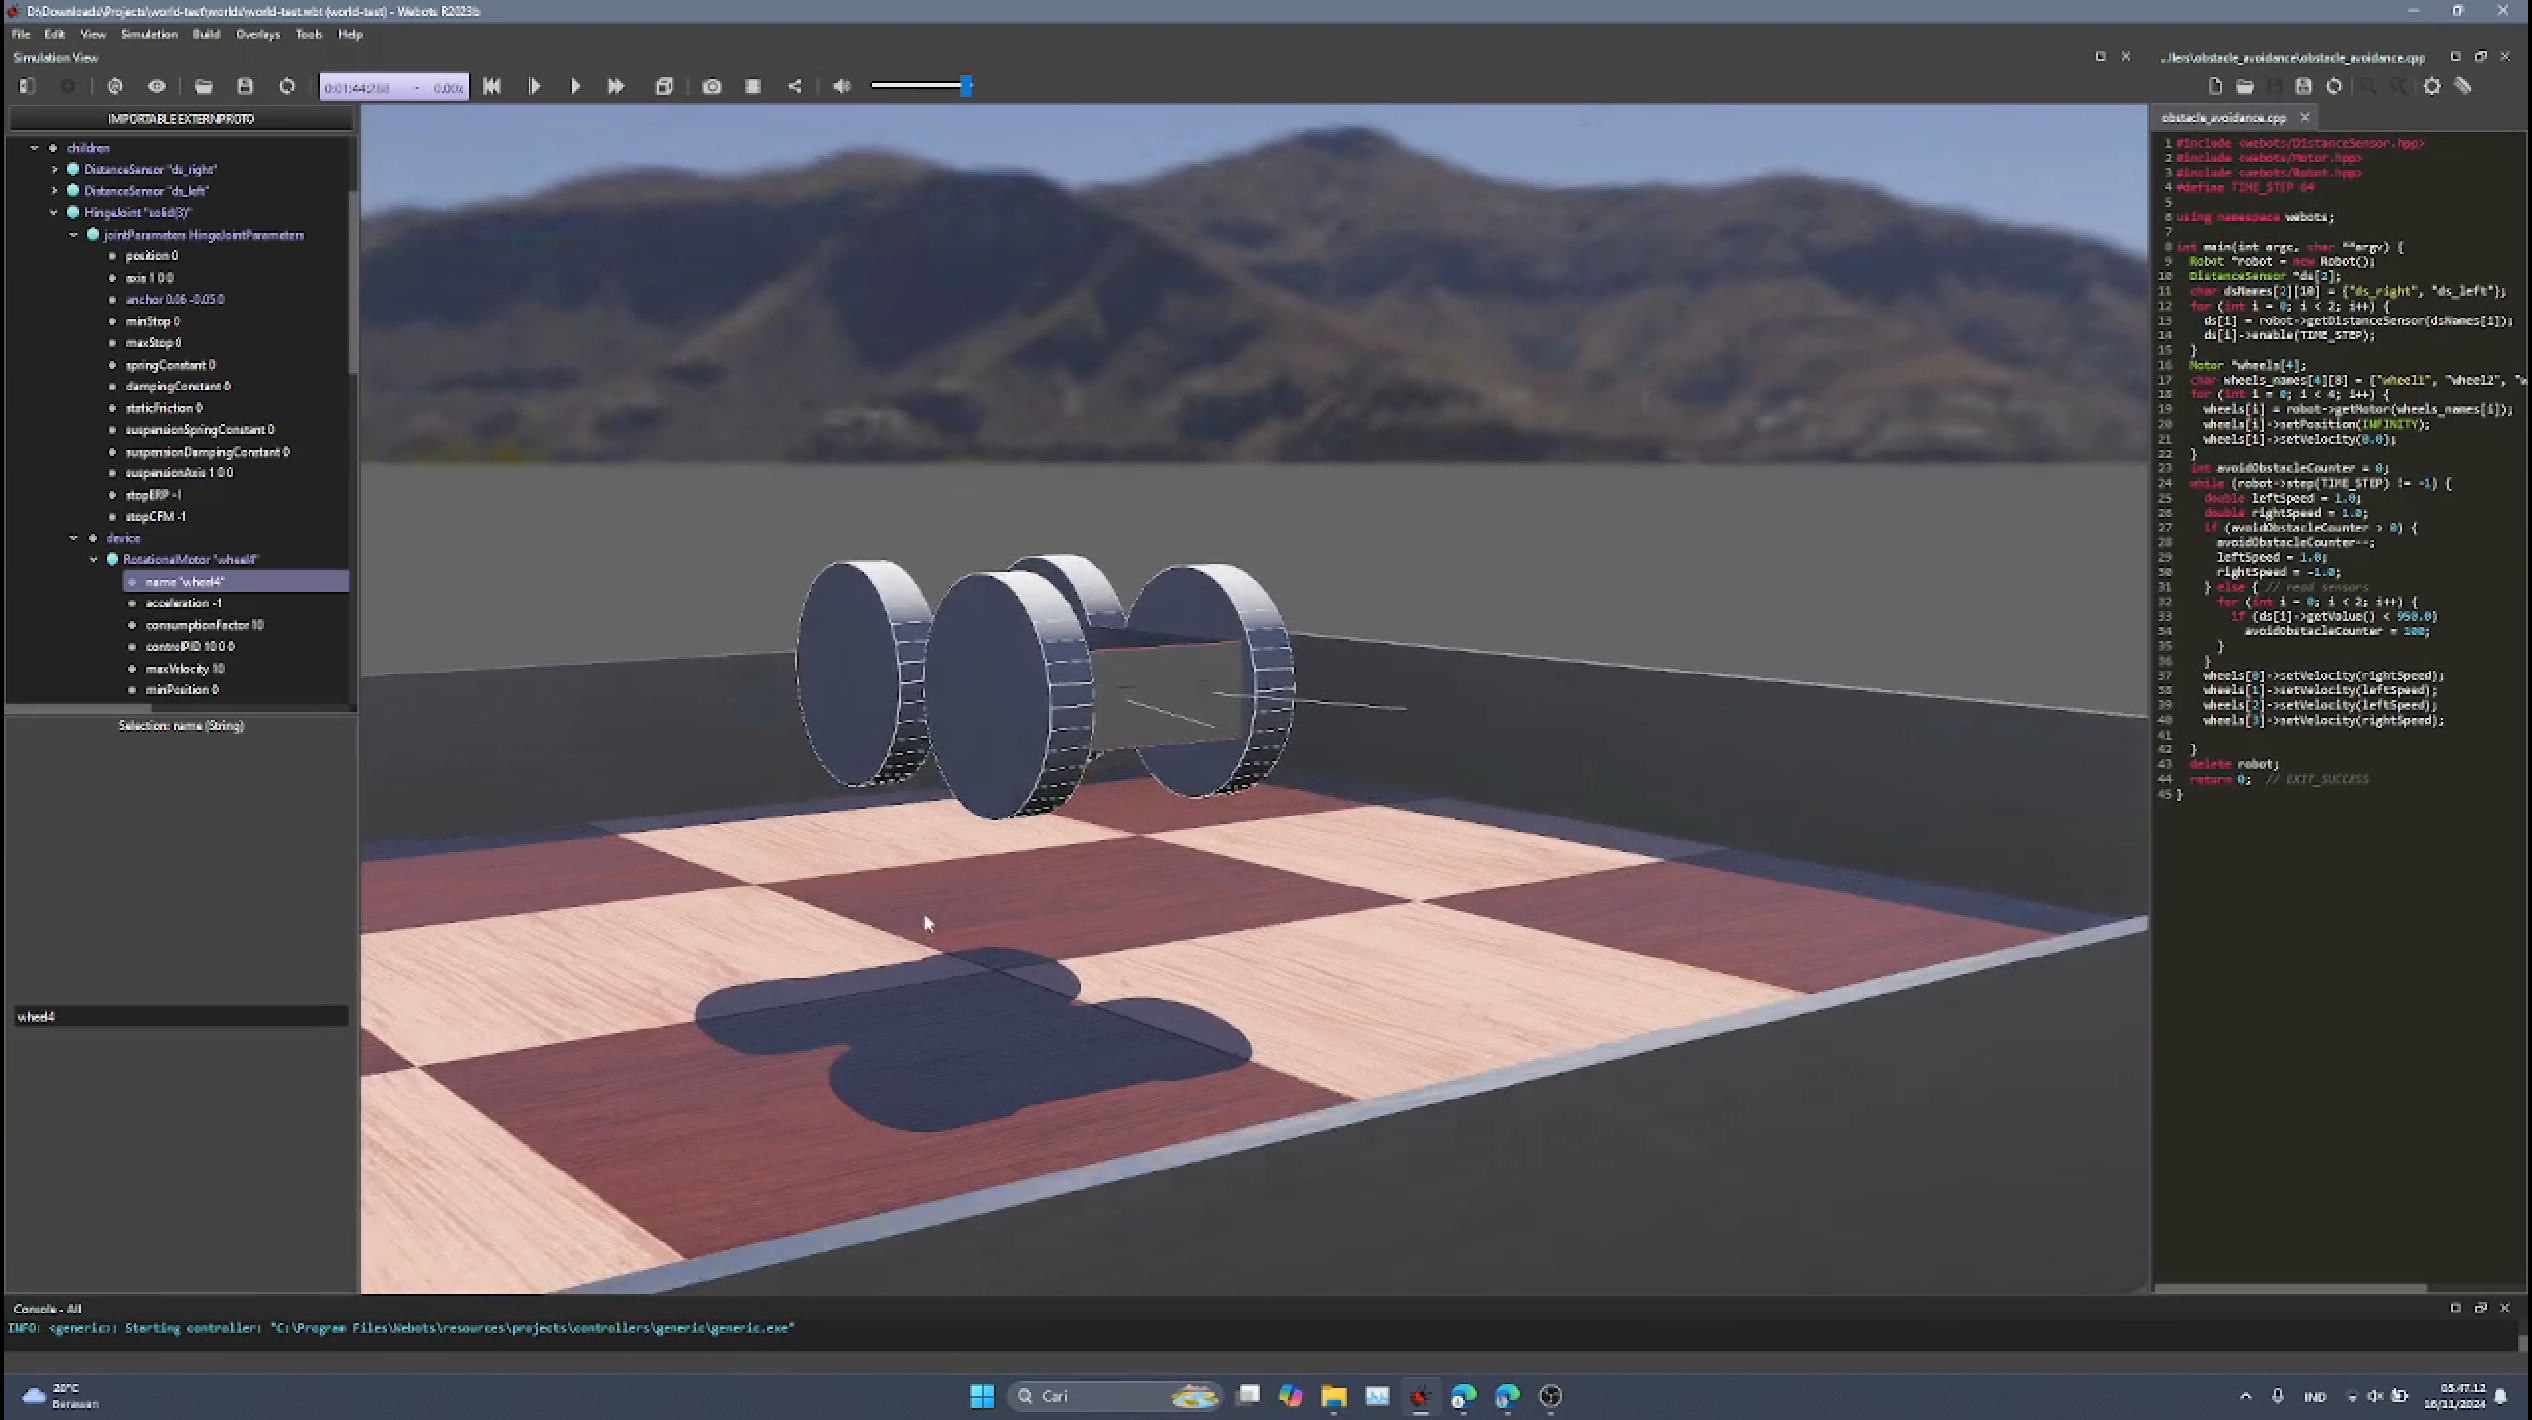 D:\Downloads\Projects\world-test\worlds\world-test.wbt (world-test) - Webots R2023b
File Edit View Simulation Build Overlays Tools Help
Simulation View
0:01:44:288 - 0.00x
IMPORTABLE EXTERNPROTO
children
DistanceSensor "ds_right"
DistanceSensor "ds_left"
HingeJoint "solid(3)"
jointParameters HingeJointParameters
position 0
axis 1 0 0
anchor 0.06 -0.05 0
minStop 0
maxStop 0
springConstant 0
dampingConstant 0
staticFriction 0
suspensionSpringConstant 0
suspensionDampingConstant 0
suspensionAxis 1 0 0
stopERP -1
stopCFM -1
device
RotationalMotor "wheel4"
name "wheel4"
acceleration -1
consumptionFactor 10
controlPID 10 0 0
maxVelocity 10
minPosition 0
Selection: name (String)
wheel4
...llers\obstacle_avoidance\obstacle_avoidance.cpp
obstacle_avoidance.cpp
1 #include <webots/DistanceSensor.hpp>
2 #include <webots/Motor.hpp>
3 #include <webots/Robot.hpp>
4 #define TIME_STEP 64
5
6 using namespace webots;
7
8 int main(int argc, char **argv) {
9 Robot *robot = new Robot();
10 DistanceSensor *ds[2];
11 char dsNames[2][10] = {"ds_right", "ds_left"};
12 for (int i = 0; i < 2; i++) {
13 ds[i] = robot->getDistanceSensor(dsNames[i]);
14 ds[i]->enable(TIME_STEP);
15 }
16 Motor *wheels[4];
17 char wheels_names[4][8] = {"wheel1", "wheel2", "w
18 for (int i = 0; i < 4; i++) {
19 wheels[i] = robot->getMotor(wheels_names[i]);
20 wheels[i]->setPosition(INFINITY);
21 wheels[i]->setVelocity(0.0);
22 }
23 int avoidObstacleCounter = 0;
24 while (robot->step(TIME_STEP) != -1) {
25 double leftSpeed = 1.0;
26 double rightSpeed = 1.0;
27 if (avoidObstacleCounter > 0) {
28 avoidObstacleCounter--;
29 leftSpeed = 1.0;
30 rightSpeed = -1.0;
31 } else { // read sensors
32 for (int i = 0; i < 2; i++) {
33 if (ds[i]->getValue() < 950.0)
34 avoidObstacleCounter = 100;
35 }
36 }
37 wheels[0]->setVelocity(rightSpeed);
38 wheels[1]->setVelocity(leftSpeed);
39 wheels[2]->setVelocity(leftSpeed);
40 wheels[3]->setVelocity(rightSpeed);
41
42 }
43 delete robot;
44 return 0; // EXIT_SUCCESS
45 }
Console - All
INFO: <generic>: Starting controller: "C:\Program Files\Webots\resources\projects\controllers\generic\generic.exe"
20°C
Berawan
Cari
IND
05.47.12
16/11/2024